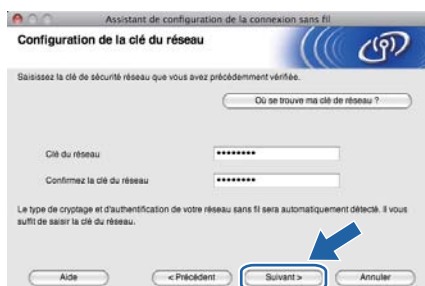 Assistant de configuration de la connexion sans fil
Configuration de la clé du réseau
Saisissez la clé de sécurité réseau que vous avez précédemment vérifiée.
Où se trouve ma clé de réseau ?
Clé du réseau ••••••••
Confirmez la clé du réseau ••••••••
Le type de cryptage et d'authentification de votre réseau sans fil sera automatiquement détecté. Il vous
suffit de saisir la clé du réseau.
Aide < Précédent Suivant > Annuler